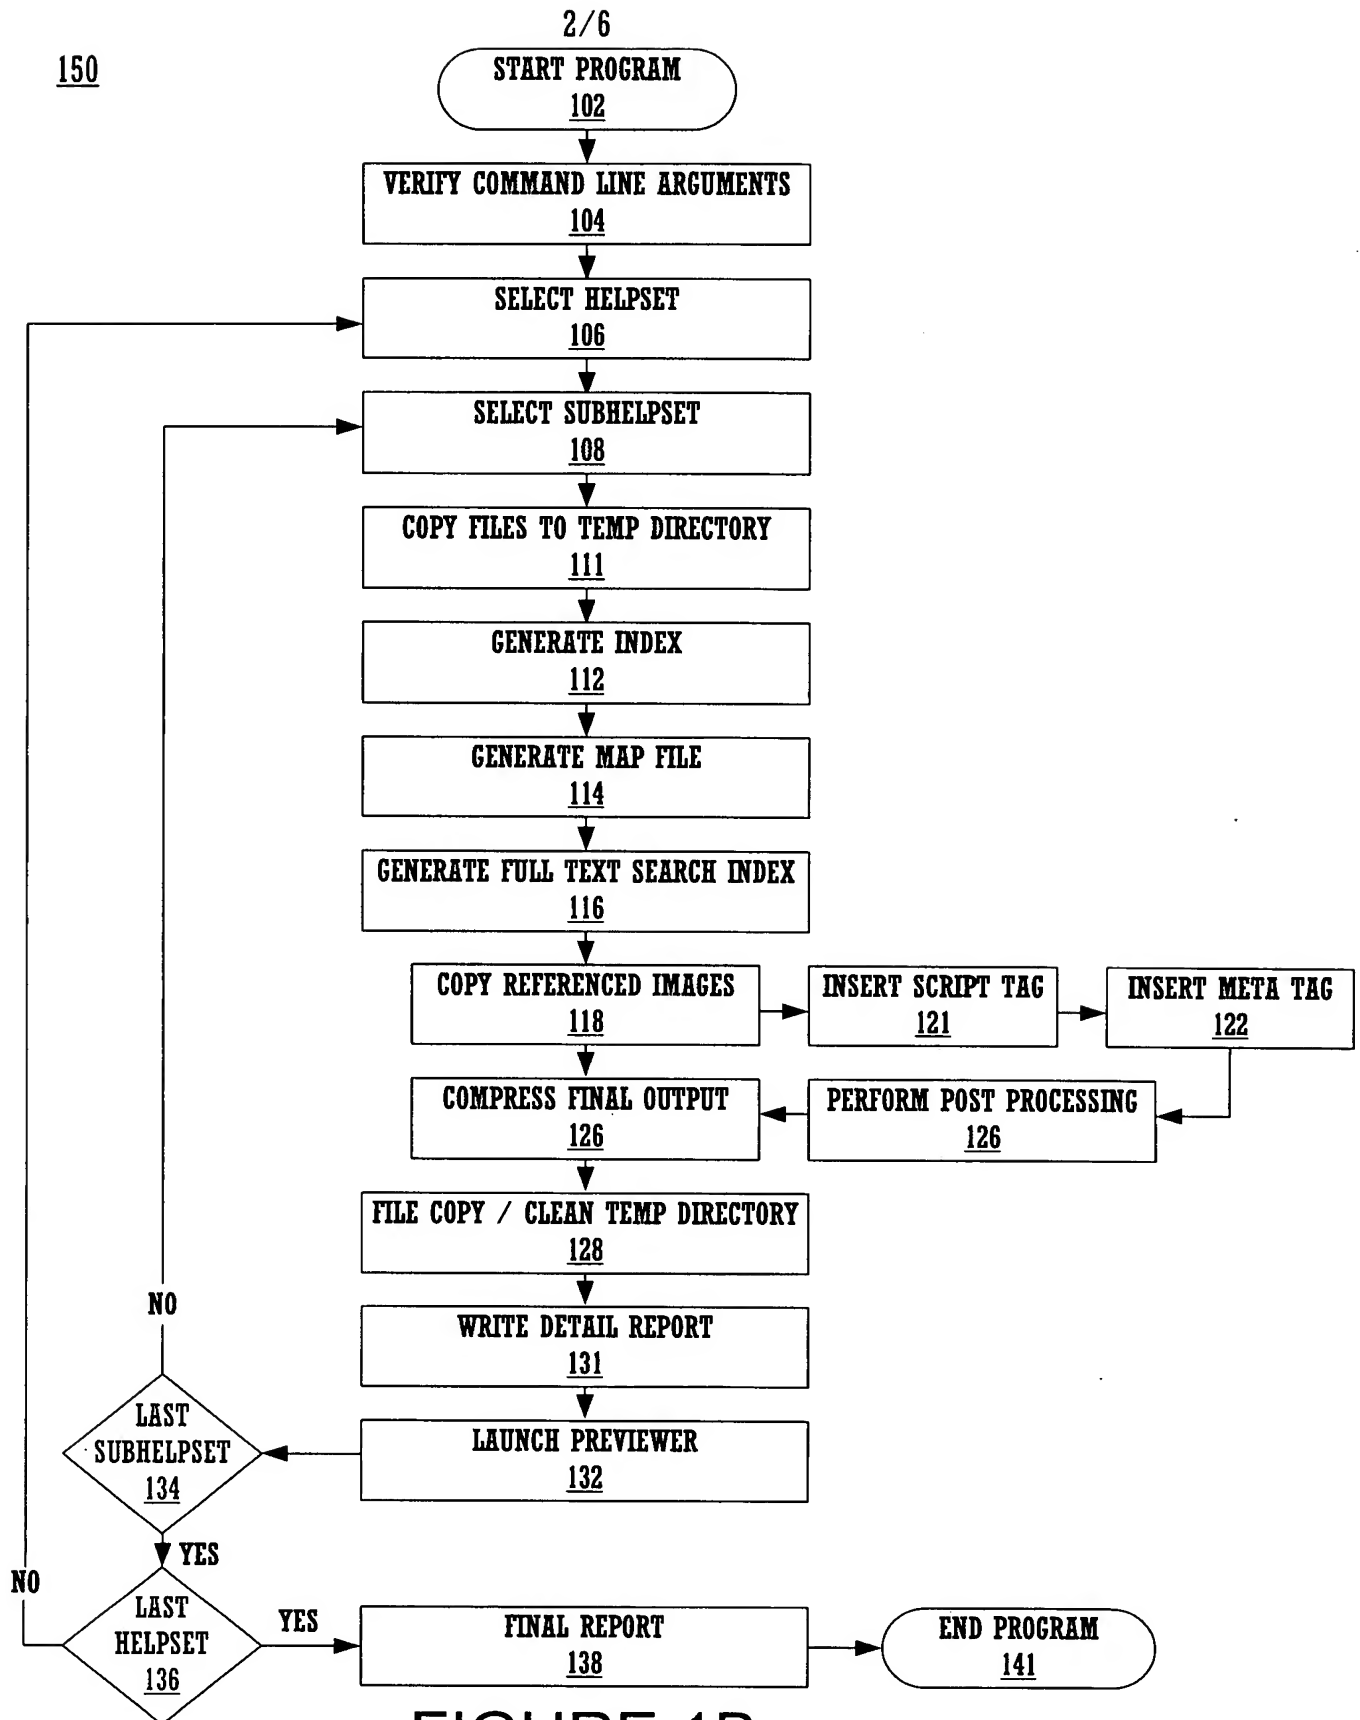 2/6
150
START PROGRAM
102
VERIFY COMMAND LINE ARGUMENTS
104
SELECT HELPSET
106
SELECT SUBHELPSET
108
COPY FILES TO TEMP DIRECTORY
111
GENERATE INDEX
112
GENERATE MAP FILE
114
GENERATE FULL TEXT SEARCH INDEX
116
COPY REFERENCED IMAGES
118
INSERT SCRIPT TAG
121
INSERT META TAG
122
COMPRESS FINAL OUTPUT
126
PERFORM POST PROCESSING
126
FILE COPY / CLEAN TEMP DIRECTORY
128
NO
WRITE DETAIL REPORT
131
LAUNCH PREVIEWER
132
LAST
SUBHELPSET
134
YES
NO
LAST
HELPSET
136
YES
FINAL REPORT
138
END PROGRAM
141
FIGURE 1B